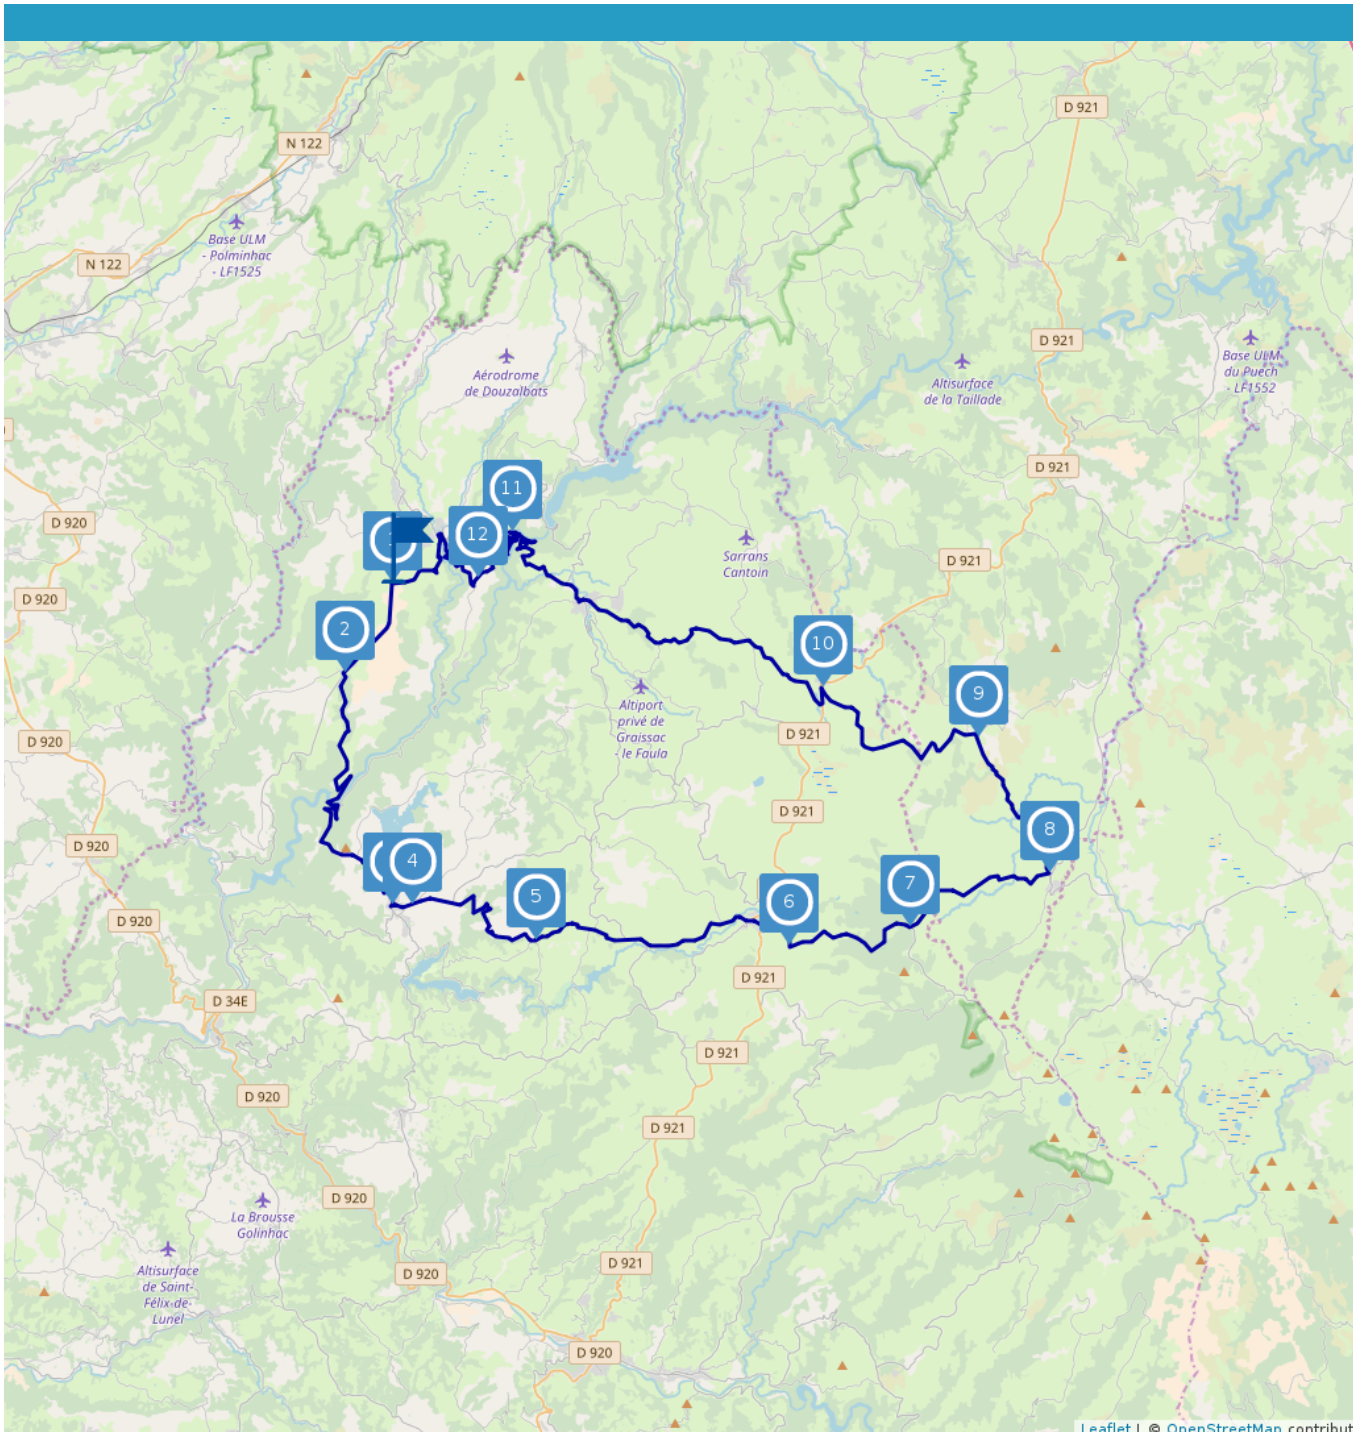 D 921
N 122
Base ULM
- Polminhac
- LF1525
N 122
D 921
Base ULM
du Puech
- LF1552
Aérodrome
de Douzalbats
Altisurface
de la Taillade
D 921
11
D 920
12
Sarrans
Cantoin
D 921
D 920
2
10
9
Altiport
privé de
Graissac
- le Faula
D 921
D 920
D 921
8
D 920
4
7
5
6
D 920
D 921
D 34E
D 921
D 920
D 921
D 920
La Brousse
Golinhac
Altisurface
de Saint-
Félix-de-
Lunel
D 921
D 920
D 920
Leaflet | © OpenStreetMap contribut